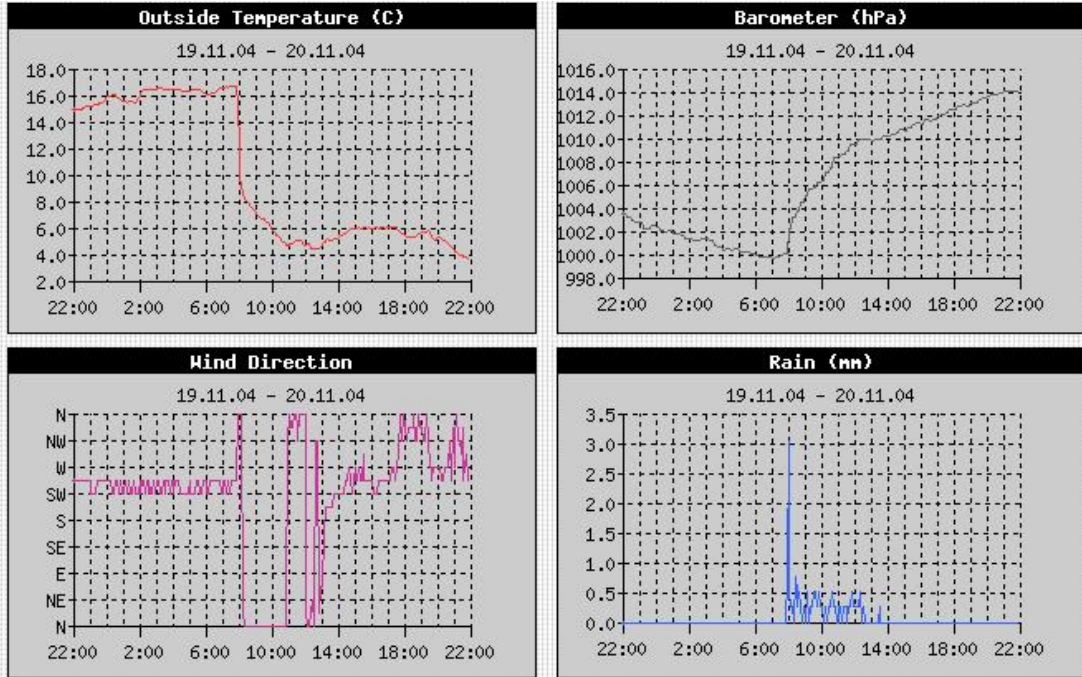 Outside Temperature (C)
19.11.04 - 20.11.04
18.0
16.0
14.0
12.0
10.0
8.0
6.0
4.0
2.0
22:00 2:00 6:00 10:00 14:00 18:00 22:00
Barometer (hPa)
19.11.04 - 20.11.04
1016.0
1014.0
1012.0
1010.0
1008.0
1006.0
1004.0
1002.0
1000.0
998.0
22:00 2:00 6:00 10:00 14:00 18:00 22:00
Wind Direction
19.11.04 - 20.11.04
N
NW
W
SW
S
SE
E
NE
N
22:00 2:00 6:00 10:00 14:00 18:00 22:00
Rain (mm)
19.11.04 - 20.11.04
3.5
3.0
2.5
2.0
1.5
1.0
0.5
0.0
22:00 2:00 6:00 10:00 14:00 18:00 22:00